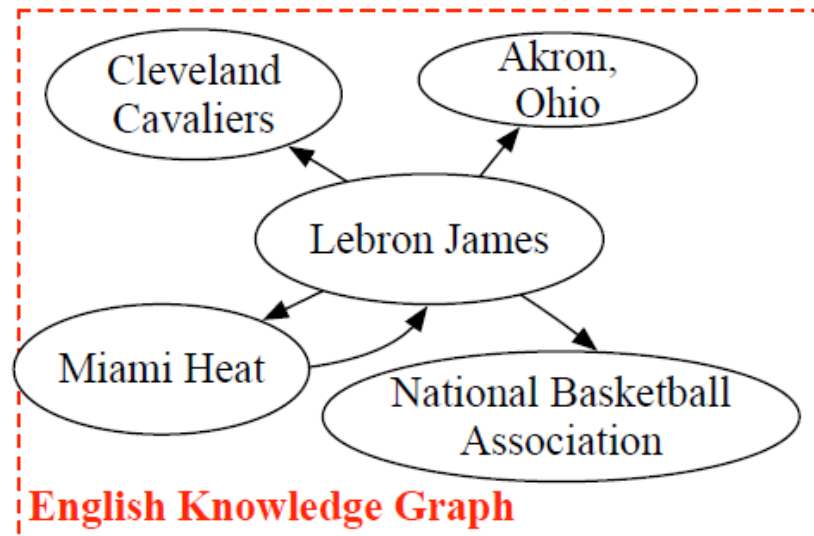 Cleveland
Cavaliers
Akron,
Ohio
Lebron James
Miami Heat
National Basketball
Association
English Knowledge Graph